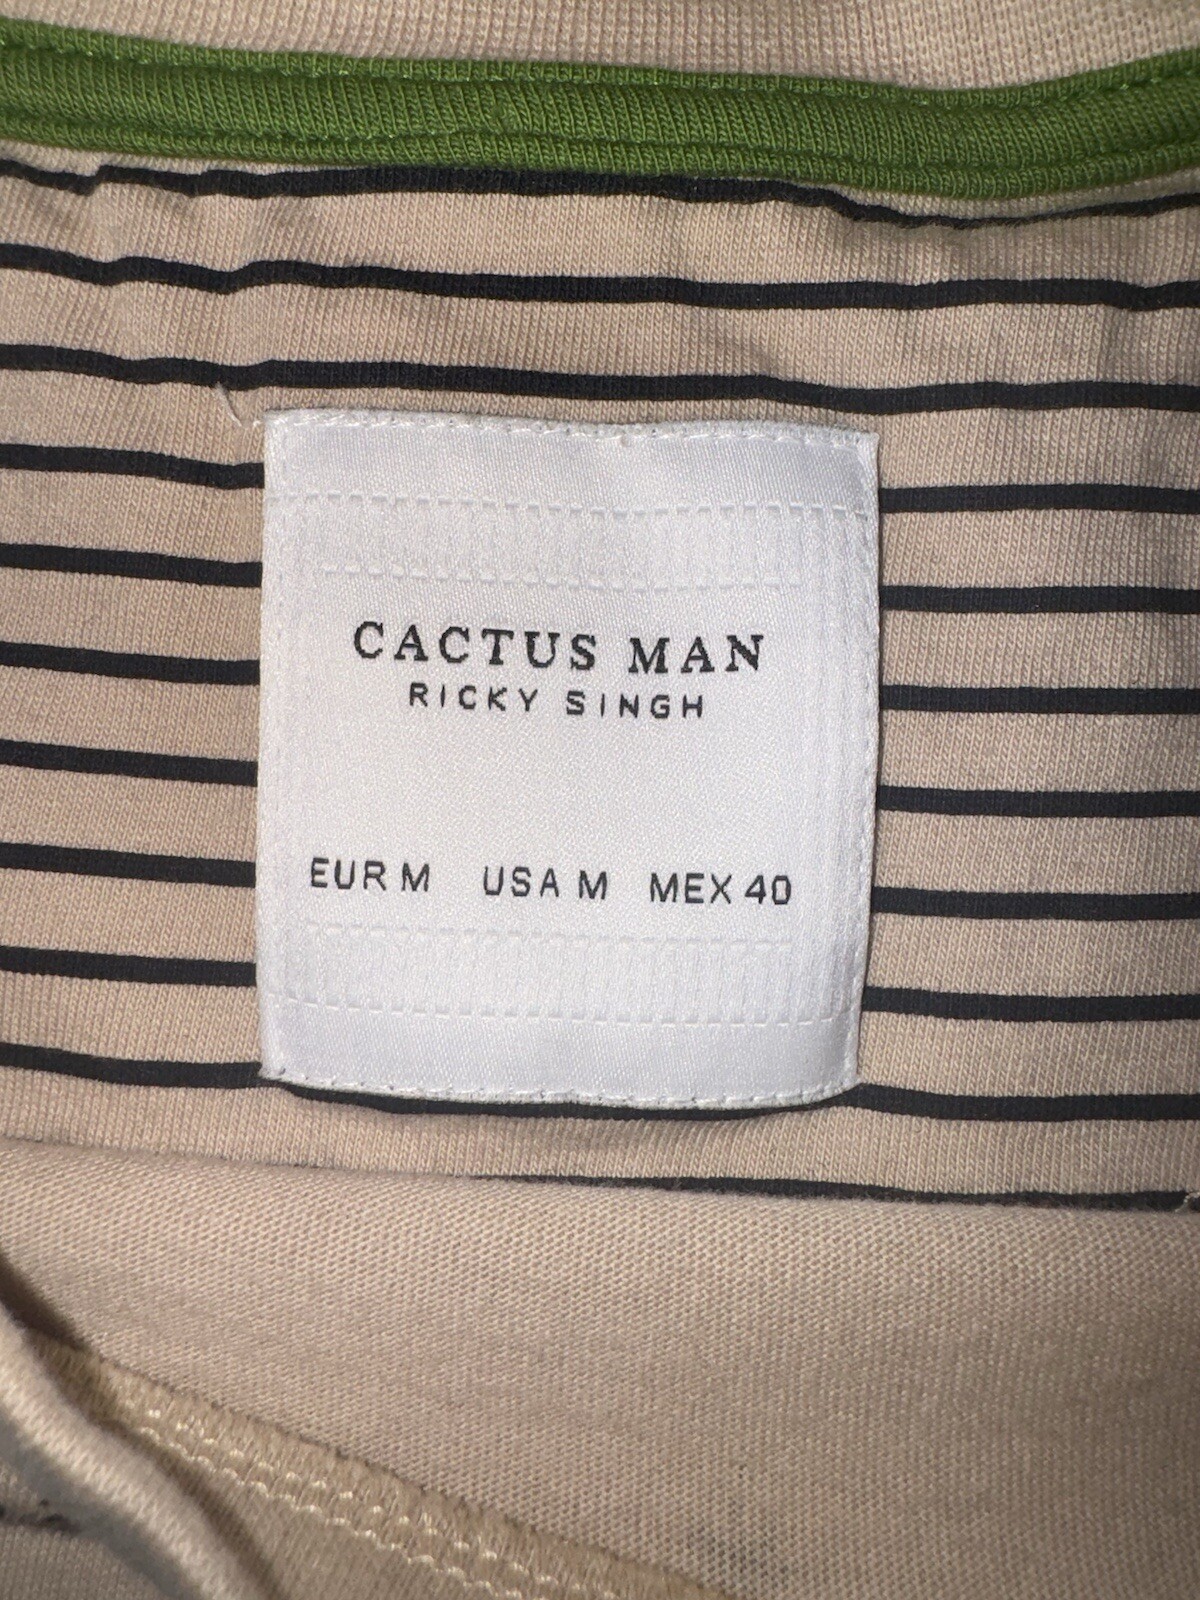 CACTUS MAN
RICKY SINGH
EUR M USA M MEX 40